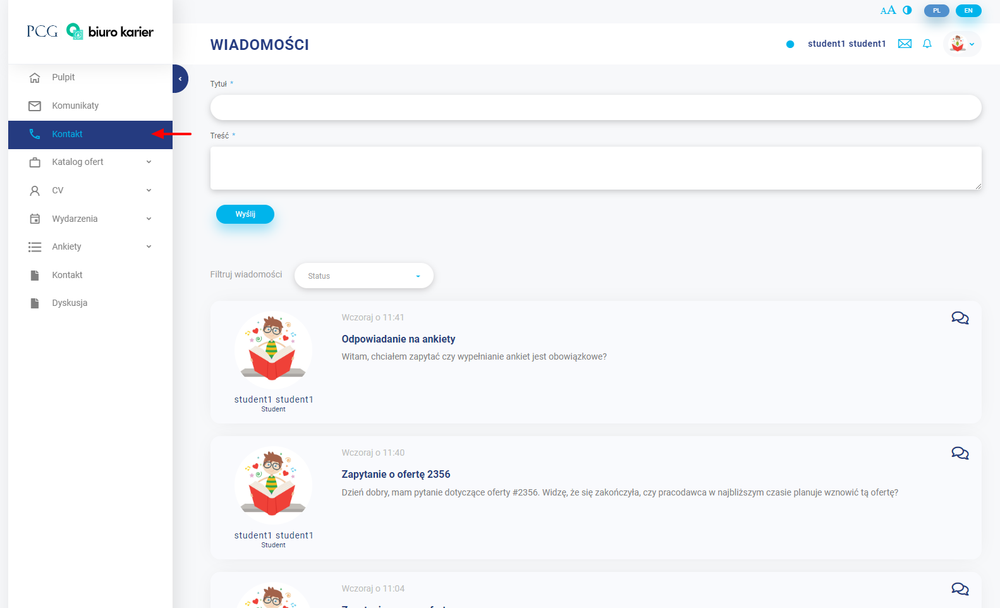 AA PL EN
PCG biuro karier
WIADOMOŚCI
student1 student1
Pulpit
Komunikaty
Kontakt
Katalog ofert
CV
Wydarzenia
Ankiety
Kontakt
Dyskusja
Tytuł *
Treść *
Wyślij
Filtruj wiadomości Status
Wczoraj o 11:41
Odpowiadanie na ankiety
Witam, chciałem zapytać czy wypełnianie ankiet jest obowiązkowe?
student1 student1
Student
Wczoraj o 11:40
Zapytanie o ofertę 2356
Dzień dobry, mam pytanie dotyczące oferty #2356. Widzę, że się zakończyła, czy pracodawca w najbliższym czasie planuje wznowić tą ofertę?
student1 student1
Student
Wczoraj o 11:04